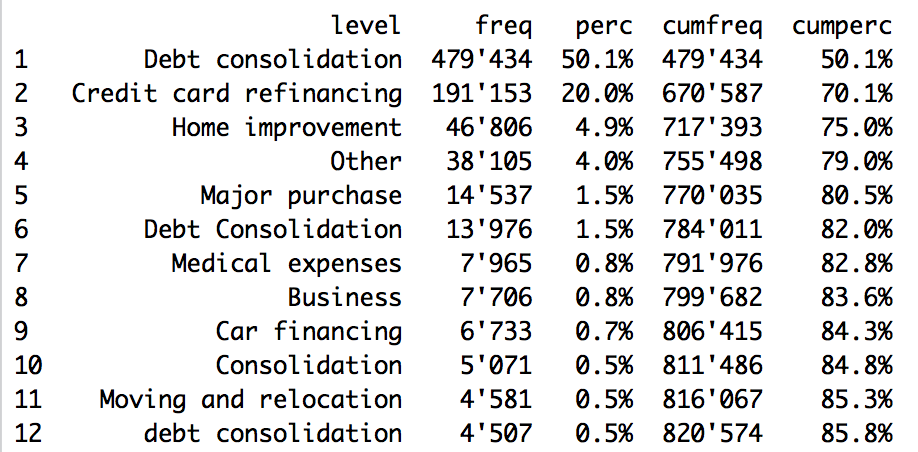 level freq perc cumfreq cumperc
1 Debt consolidation 479'434 50.1% 479'434 50.1%
2 Credit card refinancing 191'153 20.0% 670'587 70.1%
3 Home improvement 46'806 4.9% 717'393 75.0%
4 Other 38'105 4.0% 755'498 79.0%
5 Major purchase 14'537 1.5% 770'035 80.5%
6 Debt Consolidation 13'976 1.5% 784'011 82.0%
7 Medical expenses 7'965 0.8% 791'976 82.8%
8 Business 7'706 0.8% 799'682 83.6%
9 Car financing 6'733 0.7% 806'415 84.3%
10 Consolidation 5'071 0.5% 811'486 84.8%
11 Moving and relocation 4'581 0.5% 816'067 85.3%
12 debt consolidation 4'507 0.5% 820'574 85.8%